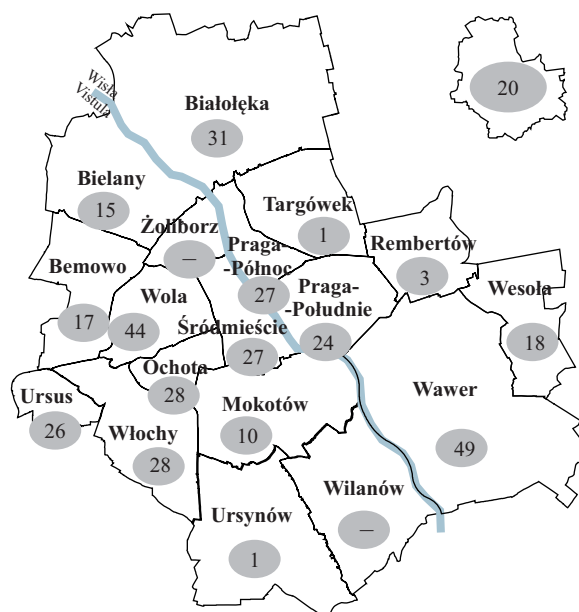 Wisła
Vistula
20
Białołęka
31
Bielany
15
Żoliborz
–
Targówek
1
Praga-
-Północ
27
Rembertów
3
Bemowo
17
Wola
44
Praga-
-Południe
24
Wesoła
18
Śródmieście
27
Ochota
28
Ursus
26
Włochy
28
Mokotów
10
Wawer
49
Wilanów
–
Ursynów
1